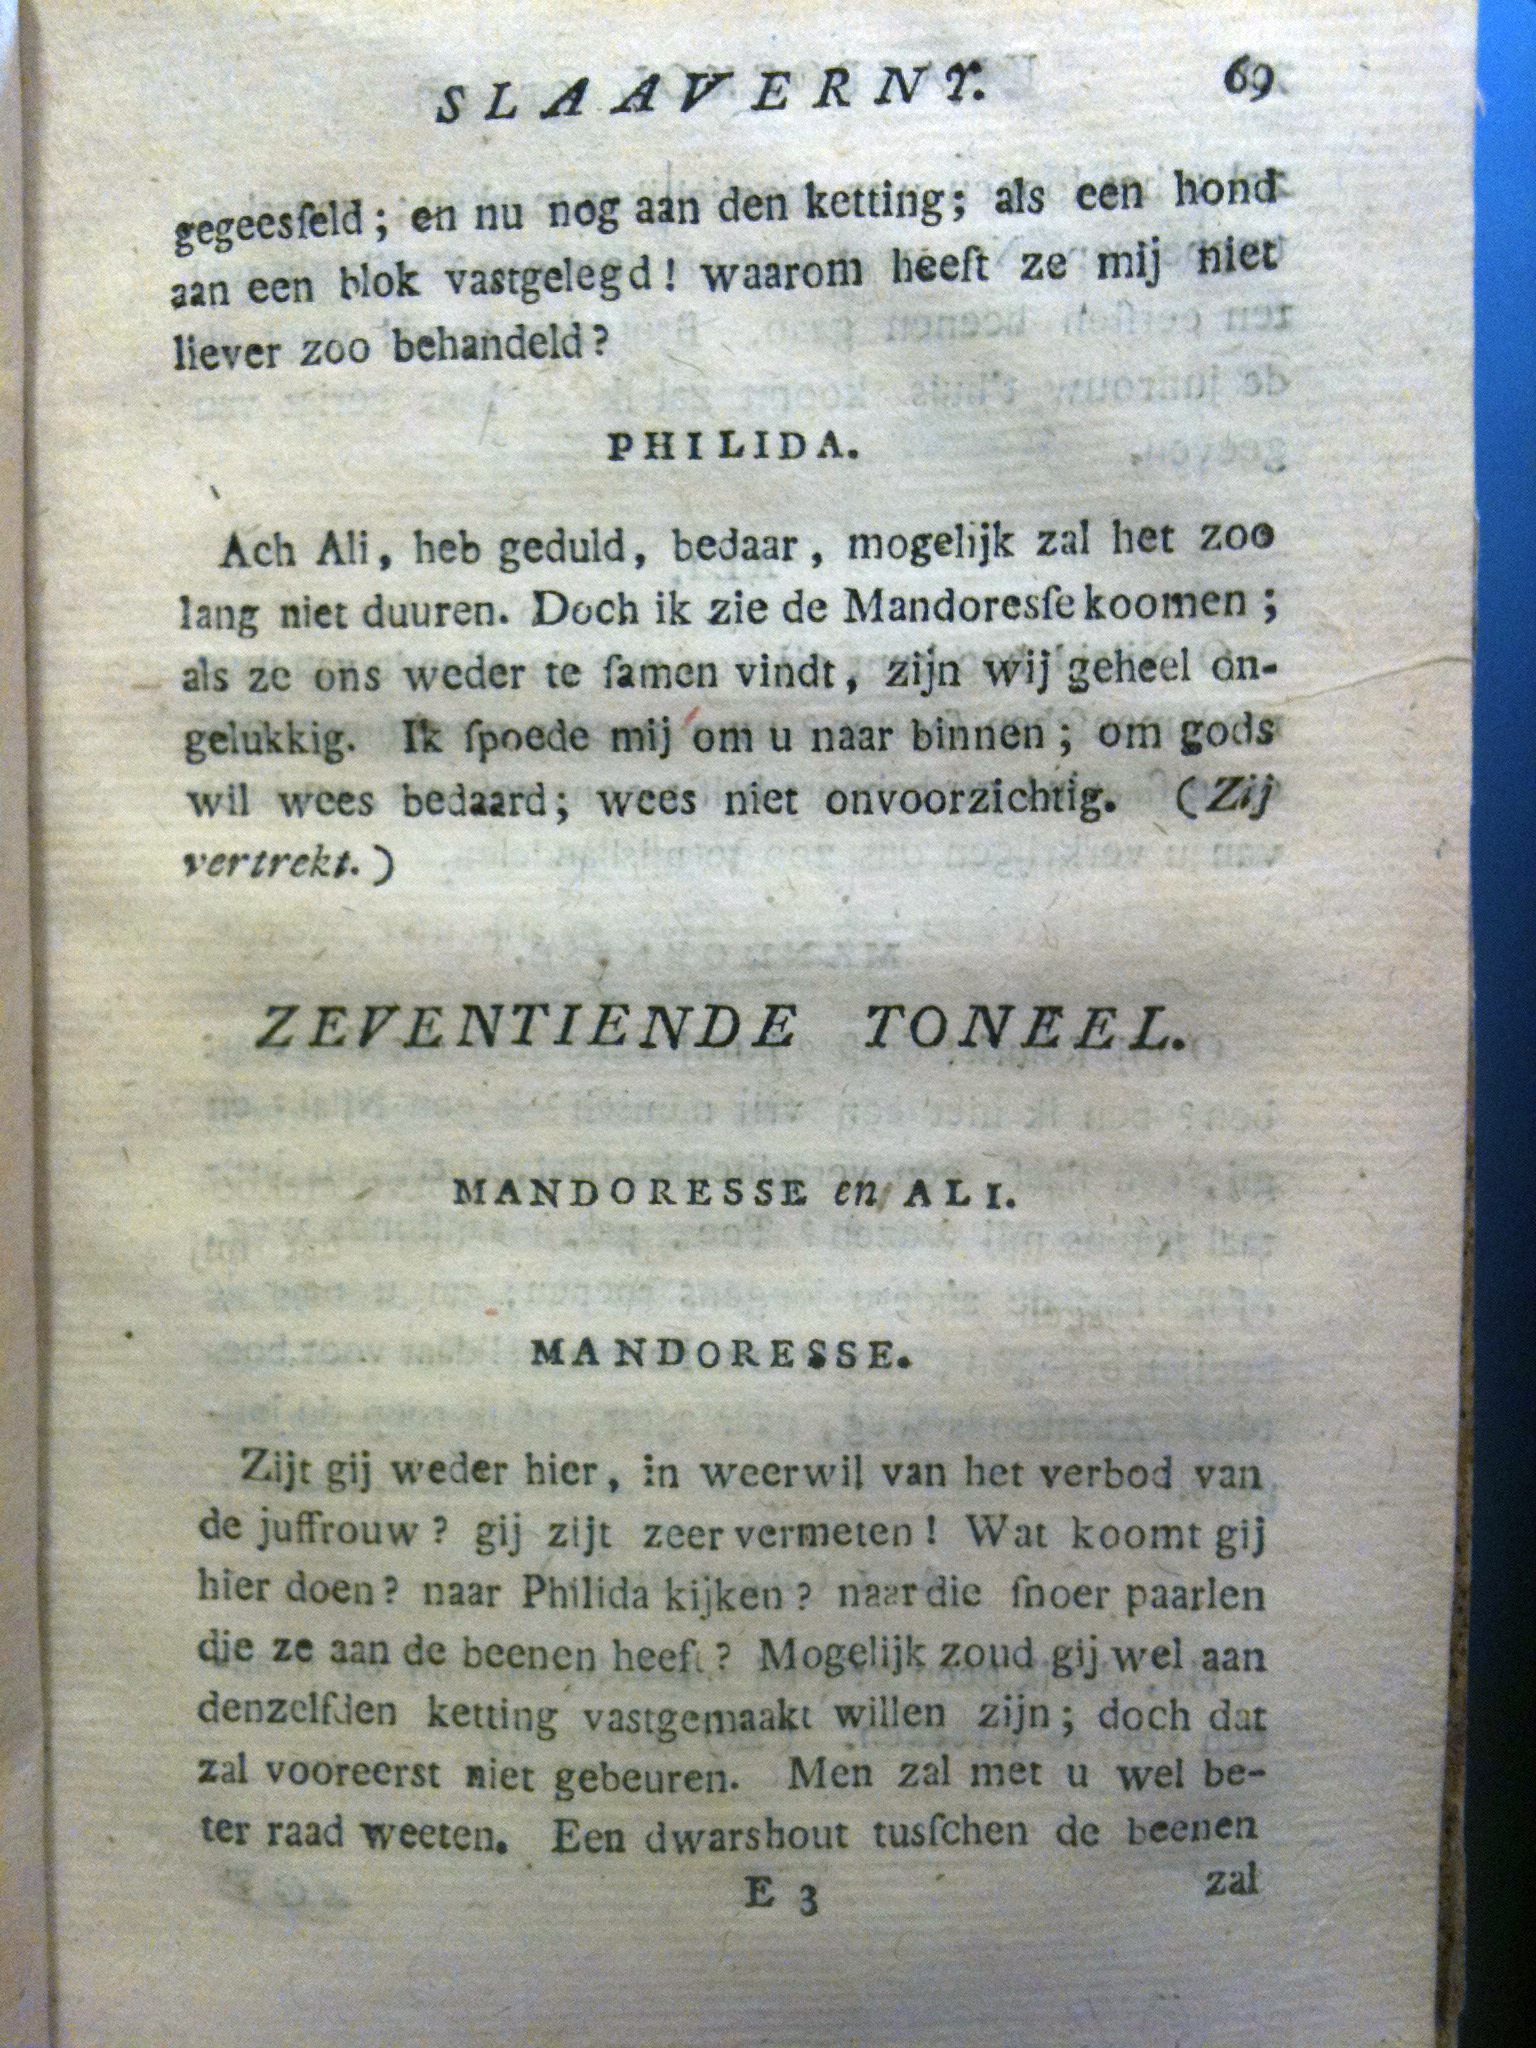 SLAAVERNY. 69
gegeesſeld; en nu nog aan den ketting; als een hond
aan een blok vastgelegd! waarom heeft ze mij niet
liever zoo behandeld?
PHILIDA.
Ach Ali, heb geduld, bedaar, mogelijk zal het zoo
lang niet duuren. Doch ik zie de Mandoresſe koomen;
als ze ons weder te ſamen vindt, zijn wij geheel on-
gelukkig. Ik ſpoede mij om u naar binnen; om gods
wil wees bedaard; wees niet onvoorzichtig. (Zij
vertrekt.)
ZEVENTIENDE TONEEL.
MANDORESSE en ALI.
MANDORESSE.
Zijt gij weder hier, in weerwil van het verbod van
de juffrouw? gij zijt zeer vermeten! Wat koomt gij
hier doen? naar Philida kijken? naar die ſnoer paarlen
die ze aan de beenen heeft? Mogelijk zoud gij wel aan
denzelfden ketting vastgemaakt willen zijn; doch dat
zal vooreerst niet gebeuren. Men zal met u wel be-
ter raad weeten. Een dwarshout tusſchen de beenen
E 3 zal